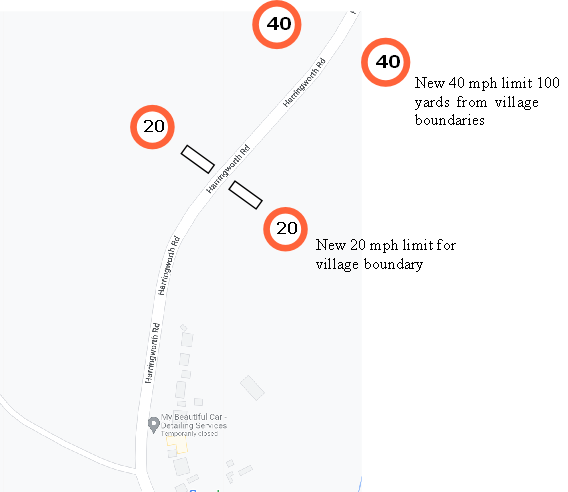 40
40
New 40 mph limit 100
yards from village
boundaries
Harringworth Rd
20
Harringworth Rd
20
New 20 mph limit for
village boundary
Harringworth Rd
Harringworth Rd
My Beautiful Car -
Detailing Services
Temporarily closed